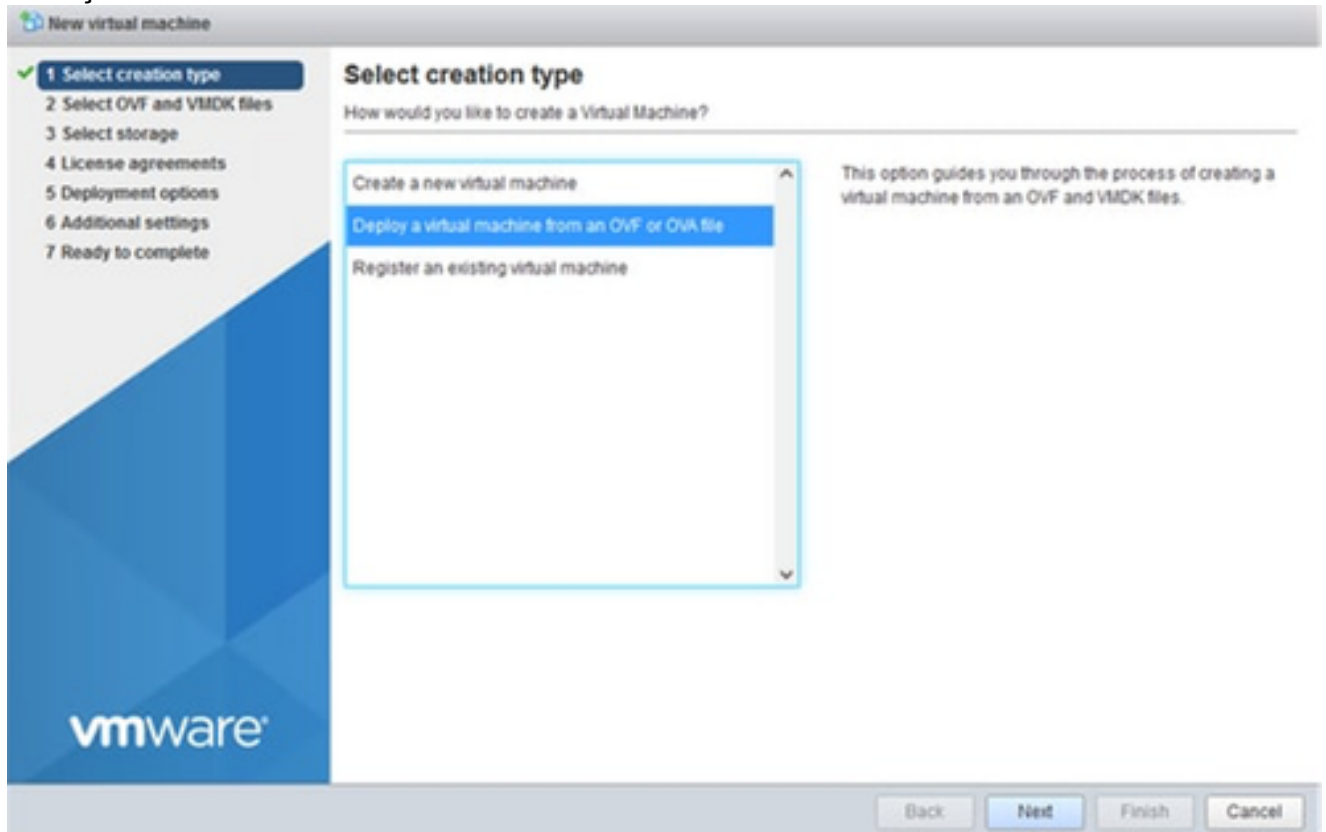 New virtual machine
1 Select creation type
2 Select OVF and VMDK files
3 Select storage
4 License agreements
5 Deployment options
6 Additional settings
7 Ready to complete
vmware
Select creation type
How would you like to create a Virtual Machine?
Create a new virtual machine
Deploy a virtual machine from an OVF or OVA file
Register an existing virtual machine
This option guides you through the process of creating a
virtual machine from an OVF and VMDK files.
Back Next Finish Cancel